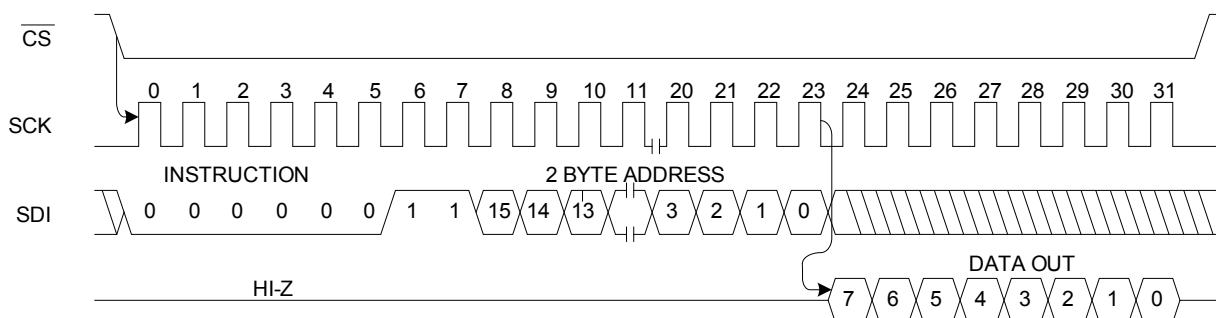 CS
0 1 2 3 4 5 6 7 8 9 10 11 20 21 22 23 24 25 26 27 28 29 30 31
SCK
INSTRUCTION 2 BYTE ADDRESS
SDI 0 0 0 0 0 0 1 1 15 14 13 3 2 1 0
DATA OUT
HI-Z
7 6 5 4 3 2 1 0